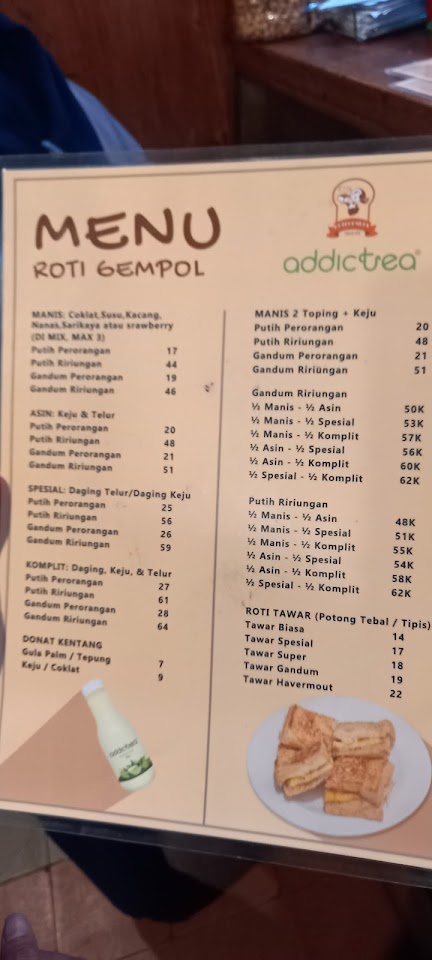 MENU
ROTI GEMPOL
addictea
MANIS: Coklat,Susu,Kacang,
Nanas,Sarikaya atau srawberry
(DI MIX, MAX 3)
Putih Perorangan 17
Putih Ririungan 44
Gandum Perorangan 19
Gandum Ririungan 46
ASIN: Keju & Telur
Putih Perorangan 20
Putih Ririungan 48
Gandum Perorangan 21
Gandum Ririungan 51
SPESIAL: Daging Telur/Daging Keju
Putih Perorangan 25
Putih Ririungan 56
Gandum Perorangan 26
Gandum Ririungan 59
KOMPLIT: Daging, Keju, & Telur
Putih Perorangan 27
Putih Ririungan 61
Gandum Perorangan 28
Gandum Ririungan 64
DONAT KENTANG
Gula Palm / Tepung 7
Keju / Coklat 9
addictea
MANIS 2 Toping + Keju
Putih Perorangan 20
Putih Ririungan 48
Gandum Perorangan 21
Gandum Ririungan 51
Gandum Ririungan
½ Manis - ½ Asin 50K
½ Manis - ½ Spesial 53K
½ Manis - ½ Komplit 57K
½ Asin - ½ Spesial 56K
½ Asin - ½ Komplit 60K
½ Spesial - ½ Komplit 62K
Putih Ririungan
½ Manis - ½ Asin 48K
½ Manis - ½ Spesial 51K
½ Manis - ½ Komplit 55K
½ Asin - ½ Spesial 54K
½ Asin - ½ Komplit 58K
½ Spesial - ½ Komplit 62K
ROTI TAWAR (Potong Tebal / Tipis)
Tawar Biasa 14
Tawar Spesial 17
Tawar Super 18
Tawar Gandum 19
Tawar Havermout 22